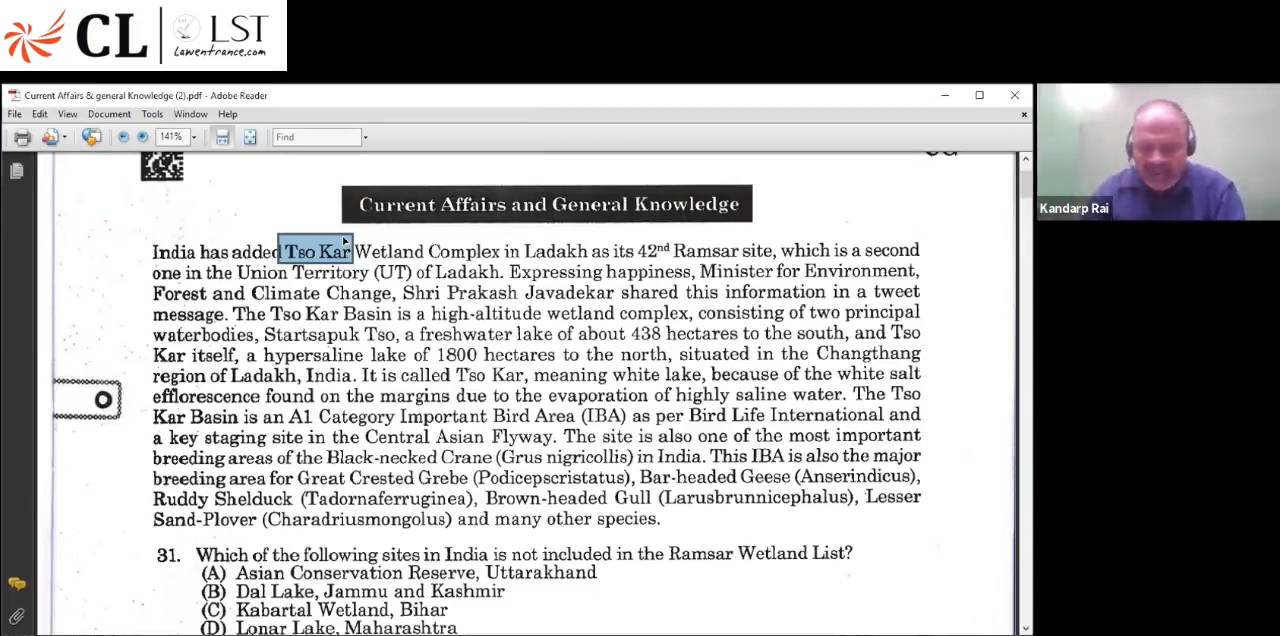 CL LST
Lawentrance.com
Current Affairs & general Knowledge (2).pdf - Adobe Reader
File Edit View Document Tools Window Help
141% Find
Current Affairs and General Knowledge
India has added Tso Kar Wetland Complex in Ladakh as its 42nd Ramsar site, which is a second
one in the Union Territory (UT) of Ladakh. Expressing happiness, Minister for Environment,
Forest and Climate Change, Shri Prakash Javadekar shared this information in a tweet
message. The Tso Kar Basin is a high-altitude wetland complex, consisting of two principal
waterbodies, Startsapuk Tso, a freshwater lake of about 438 hectares to the south, and Tso
Kar itself, a hypersaline lake of 1800 hectares to the north, situated in the Changthang
region of Ladakh, India. It is called Tso Kar, meaning white lake, because of the white salt
efflorescence found on the margins due to the evaporation of highly saline water. The Tso
Kar Basin is an A1 Category Important Bird Area (IBA) as per Bird Life International and
a key staging site in the Central Asian Flyway. The site is also one of the most important
breeding areas of the Black-necked Crane (Grus nigricollis) in India. This IBA is also the major
breeding area for Great Crested Grebe (Podicepscristatus), Bar-headed Geese (Anserindicus),
Ruddy Shelduck (Tadornaferruginea), Brown-headed Gull (Larusbrunnicephalus), Lesser
Sand-Plover (Charadriusmongolus) and many other species.
31. Which of the following sites in India is not included in the Ramsar Wetland List?
(A) Asian Conservation Reserve, Uttarakhand
(B) Dal Lake, Jammu and Kashmir
(C) Kabartal Wetland, Bihar
(D) Lonar Lake, Maharashtra
Kandarp Rai